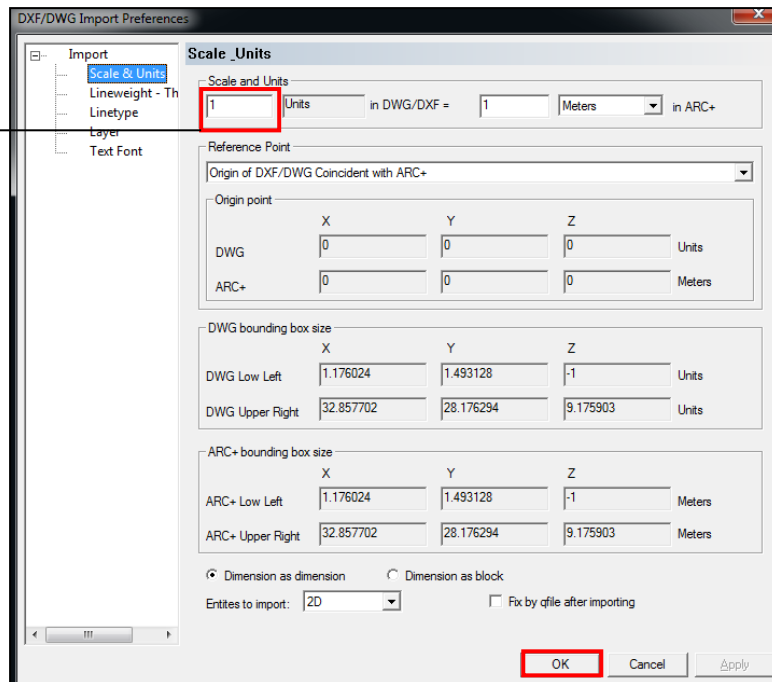 DXF/DWG Import Preferences
Import
Scale & Units
Lineweight - Th
Linetype
Layer
Text Font
Scale _Units
Scale and Units
1 Units in DWG/DXF = 1 Meters in ARC+
Reference Point
Origin of DXF/DWG Coincident with ARC+
Origin point
X Y Z
DWG 0 0 0 Units
ARC+ 0 0 0 Meters
DWG bounding box size
X Y Z
DWG Low Left 1.176024 1.493128 -1 Units
DWG Upper Right 32.857702 28.176294 9.175903 Units
ARC+ bounding box size
X Y Z
ARC+ Low Left 1.176024 1.493128 -1 Meters
ARC+ Upper Right 32.857702 28.176294 9.175903 Meters
Dimension as dimension Dimension as block
Entites to import: 2D Fix by qfile after importing
OK Cancel Apply